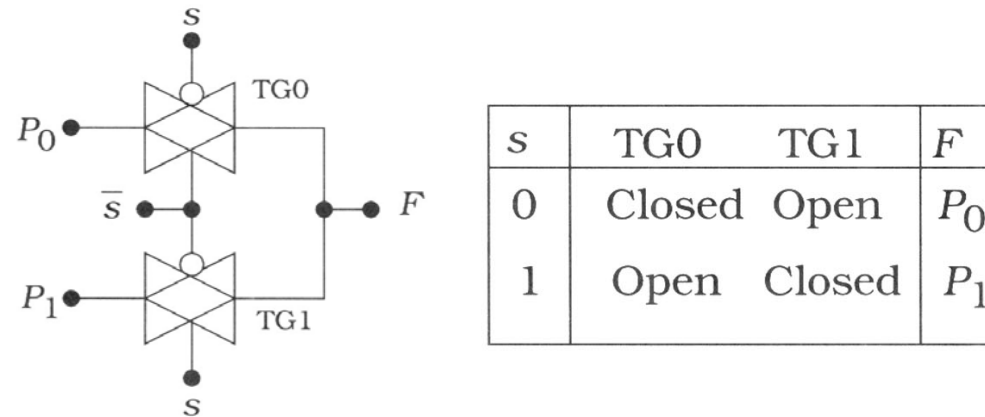 s
TG0
P₀
s̅ F
P₁
TG1
s
s TG0 TG1 F
0 Closed Open P₀
1 Open Closed P₁